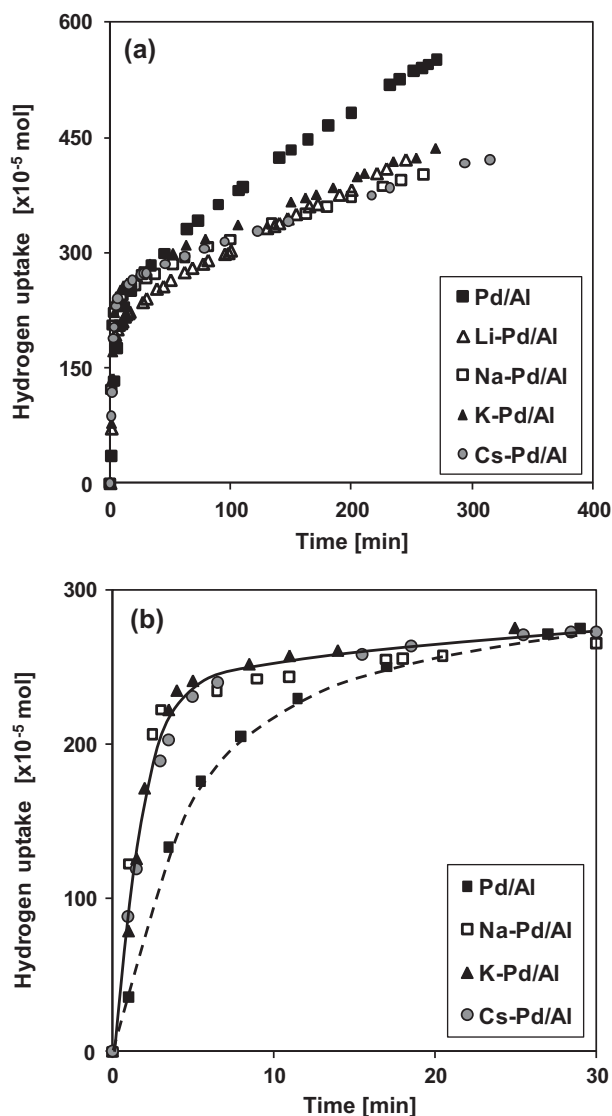 (a)
600
450
300
150
0
Hydrogen uptake [x10⁻⁵ mol]
Pd/Al
Li-Pd/Al
Na-Pd/Al
K-Pd/Al
Cs-Pd/Al
0 100 200 300 400
Time [min]
(b)
300
200
100
0
Hydrogen uptake [x10⁻⁵ mol]
Pd/Al
Na-Pd/Al
K-Pd/Al
Cs-Pd/Al
0 10 20 30
Time [min]